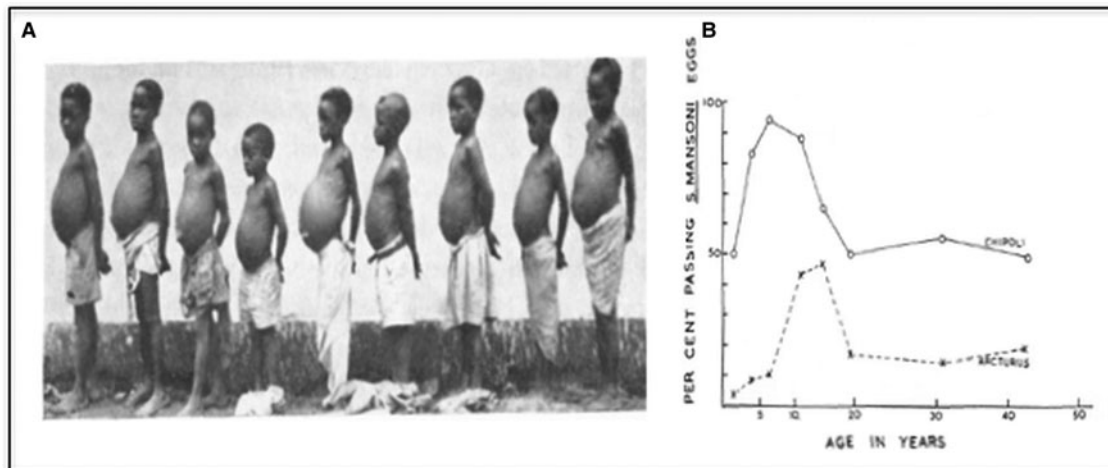 A
B
PER CENT PASSING S. MANSONI EGGS
100
50
CHIPOLI
ARCTURUS
5 10 20 30 40 50
AGE IN YEARS